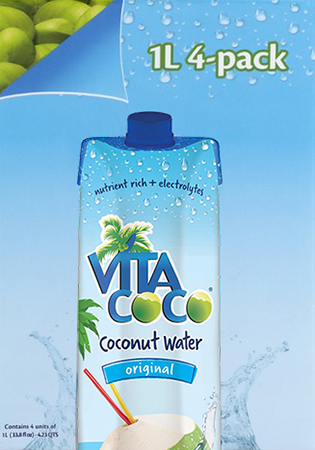 1L 4-pack
nutrient rich + electrolytes
VITA
COCO®
Coconut Water
original
Contains 4 units of
1L (33.8 fl oz) - 4.23 QTS